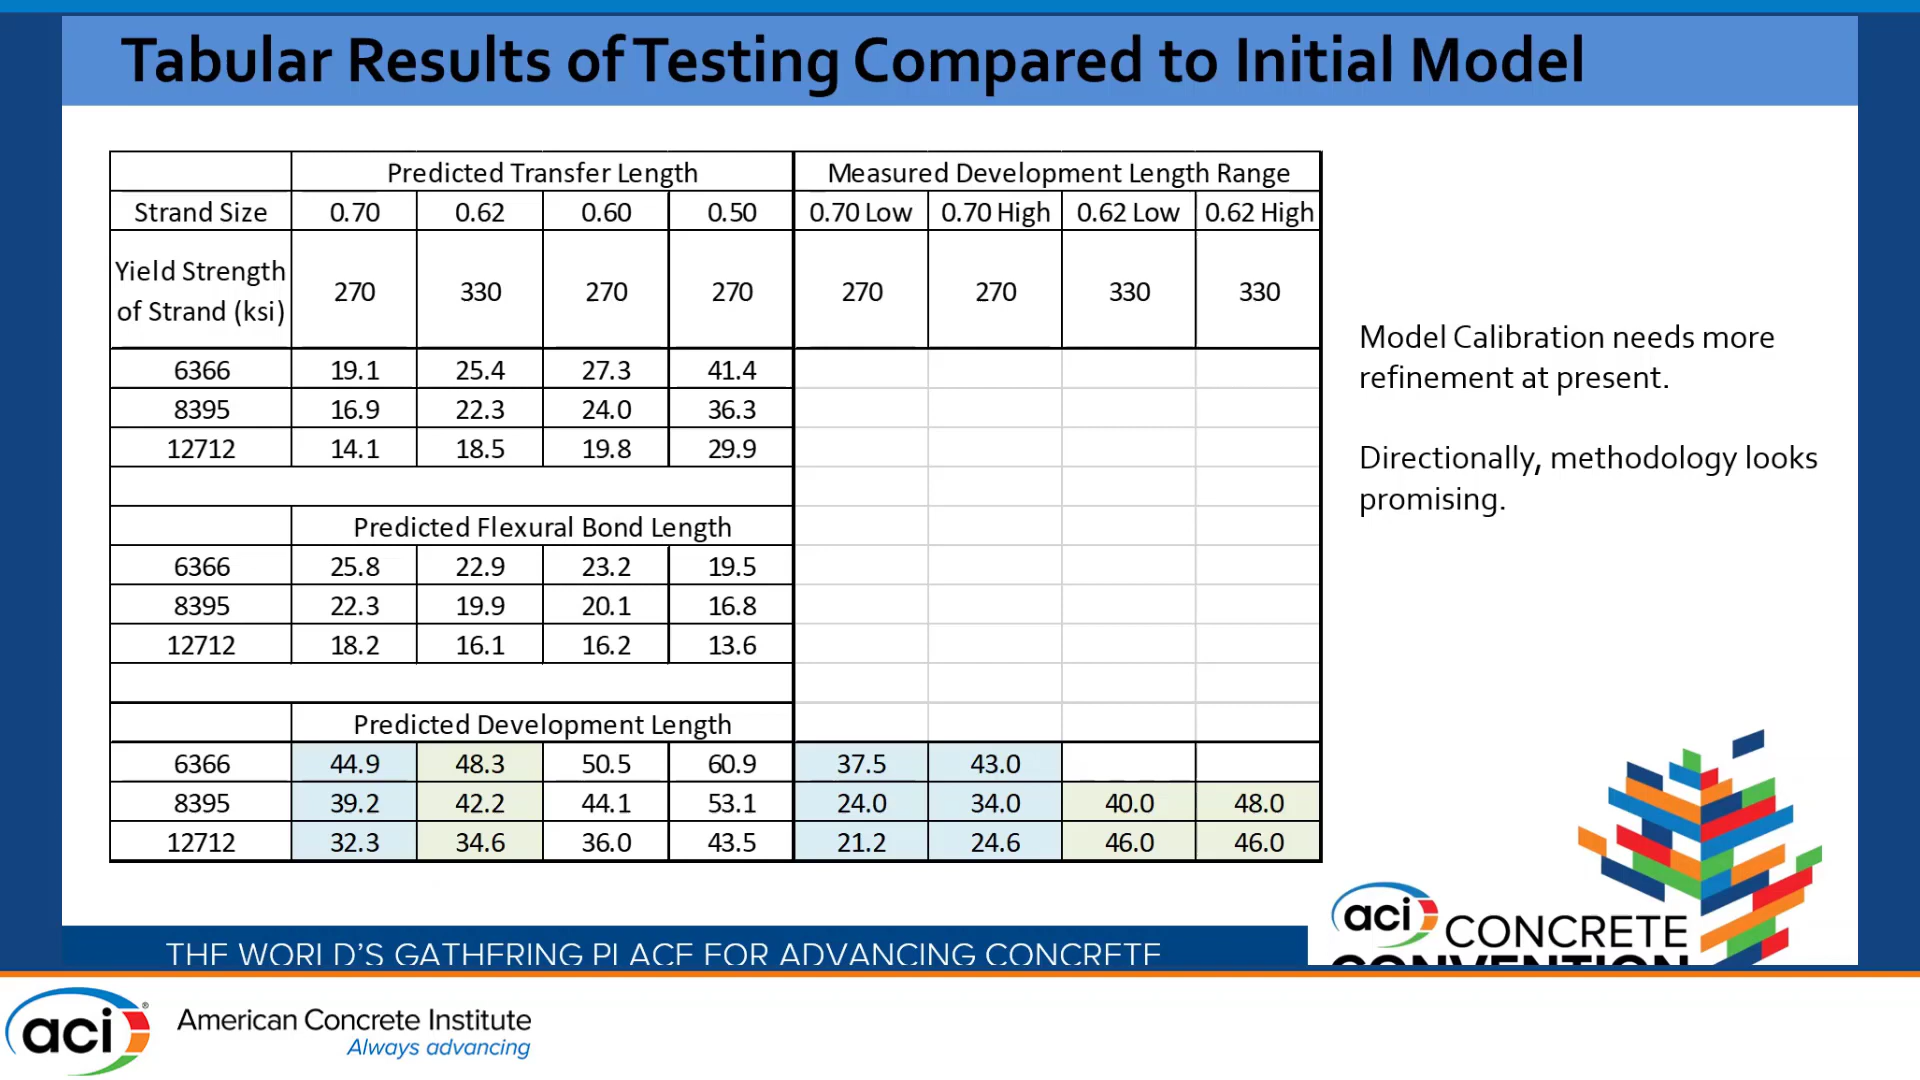 Tabular Results of Testing Compared to Initial Model
Predicted Transfer Length Measured Development Length Range
Strand Size 0.70 0.62 0.60 0.50 0.70 Low 0.70 High 0.62 Low 0.62 High
Yield Strength
of Strand (ksi) 270 330 270 270 270 270 330 330
6366 19.1 25.4 27.3 41.4
8395 16.9 22.3 24.0 36.3
12712 14.1 18.5 19.8 29.9
Predicted Flexural Bond Length
6366 25.8 22.9 23.2 19.5
8395 22.3 19.9 20.1 16.8
12712 18.2 16.1 16.2 13.6
Predicted Development Length
6366 44.9 48.3 50.5 60.9 37.5 43.0
8395 39.2 42.2 44.1 53.1 24.0 34.0 40.0 48.0
12712 32.3 34.6 36.0 43.5 21.2 24.6 46.0 46.0
Model Calibration needs more
refinement at present.
Directionally, methodology looks
promising.
THE WORLD'S GATHERING PLACE FOR ADVANCING CONCRETE
aci CONCRETE
CONVENTION
aci®
American Concrete Institute
Always advancing